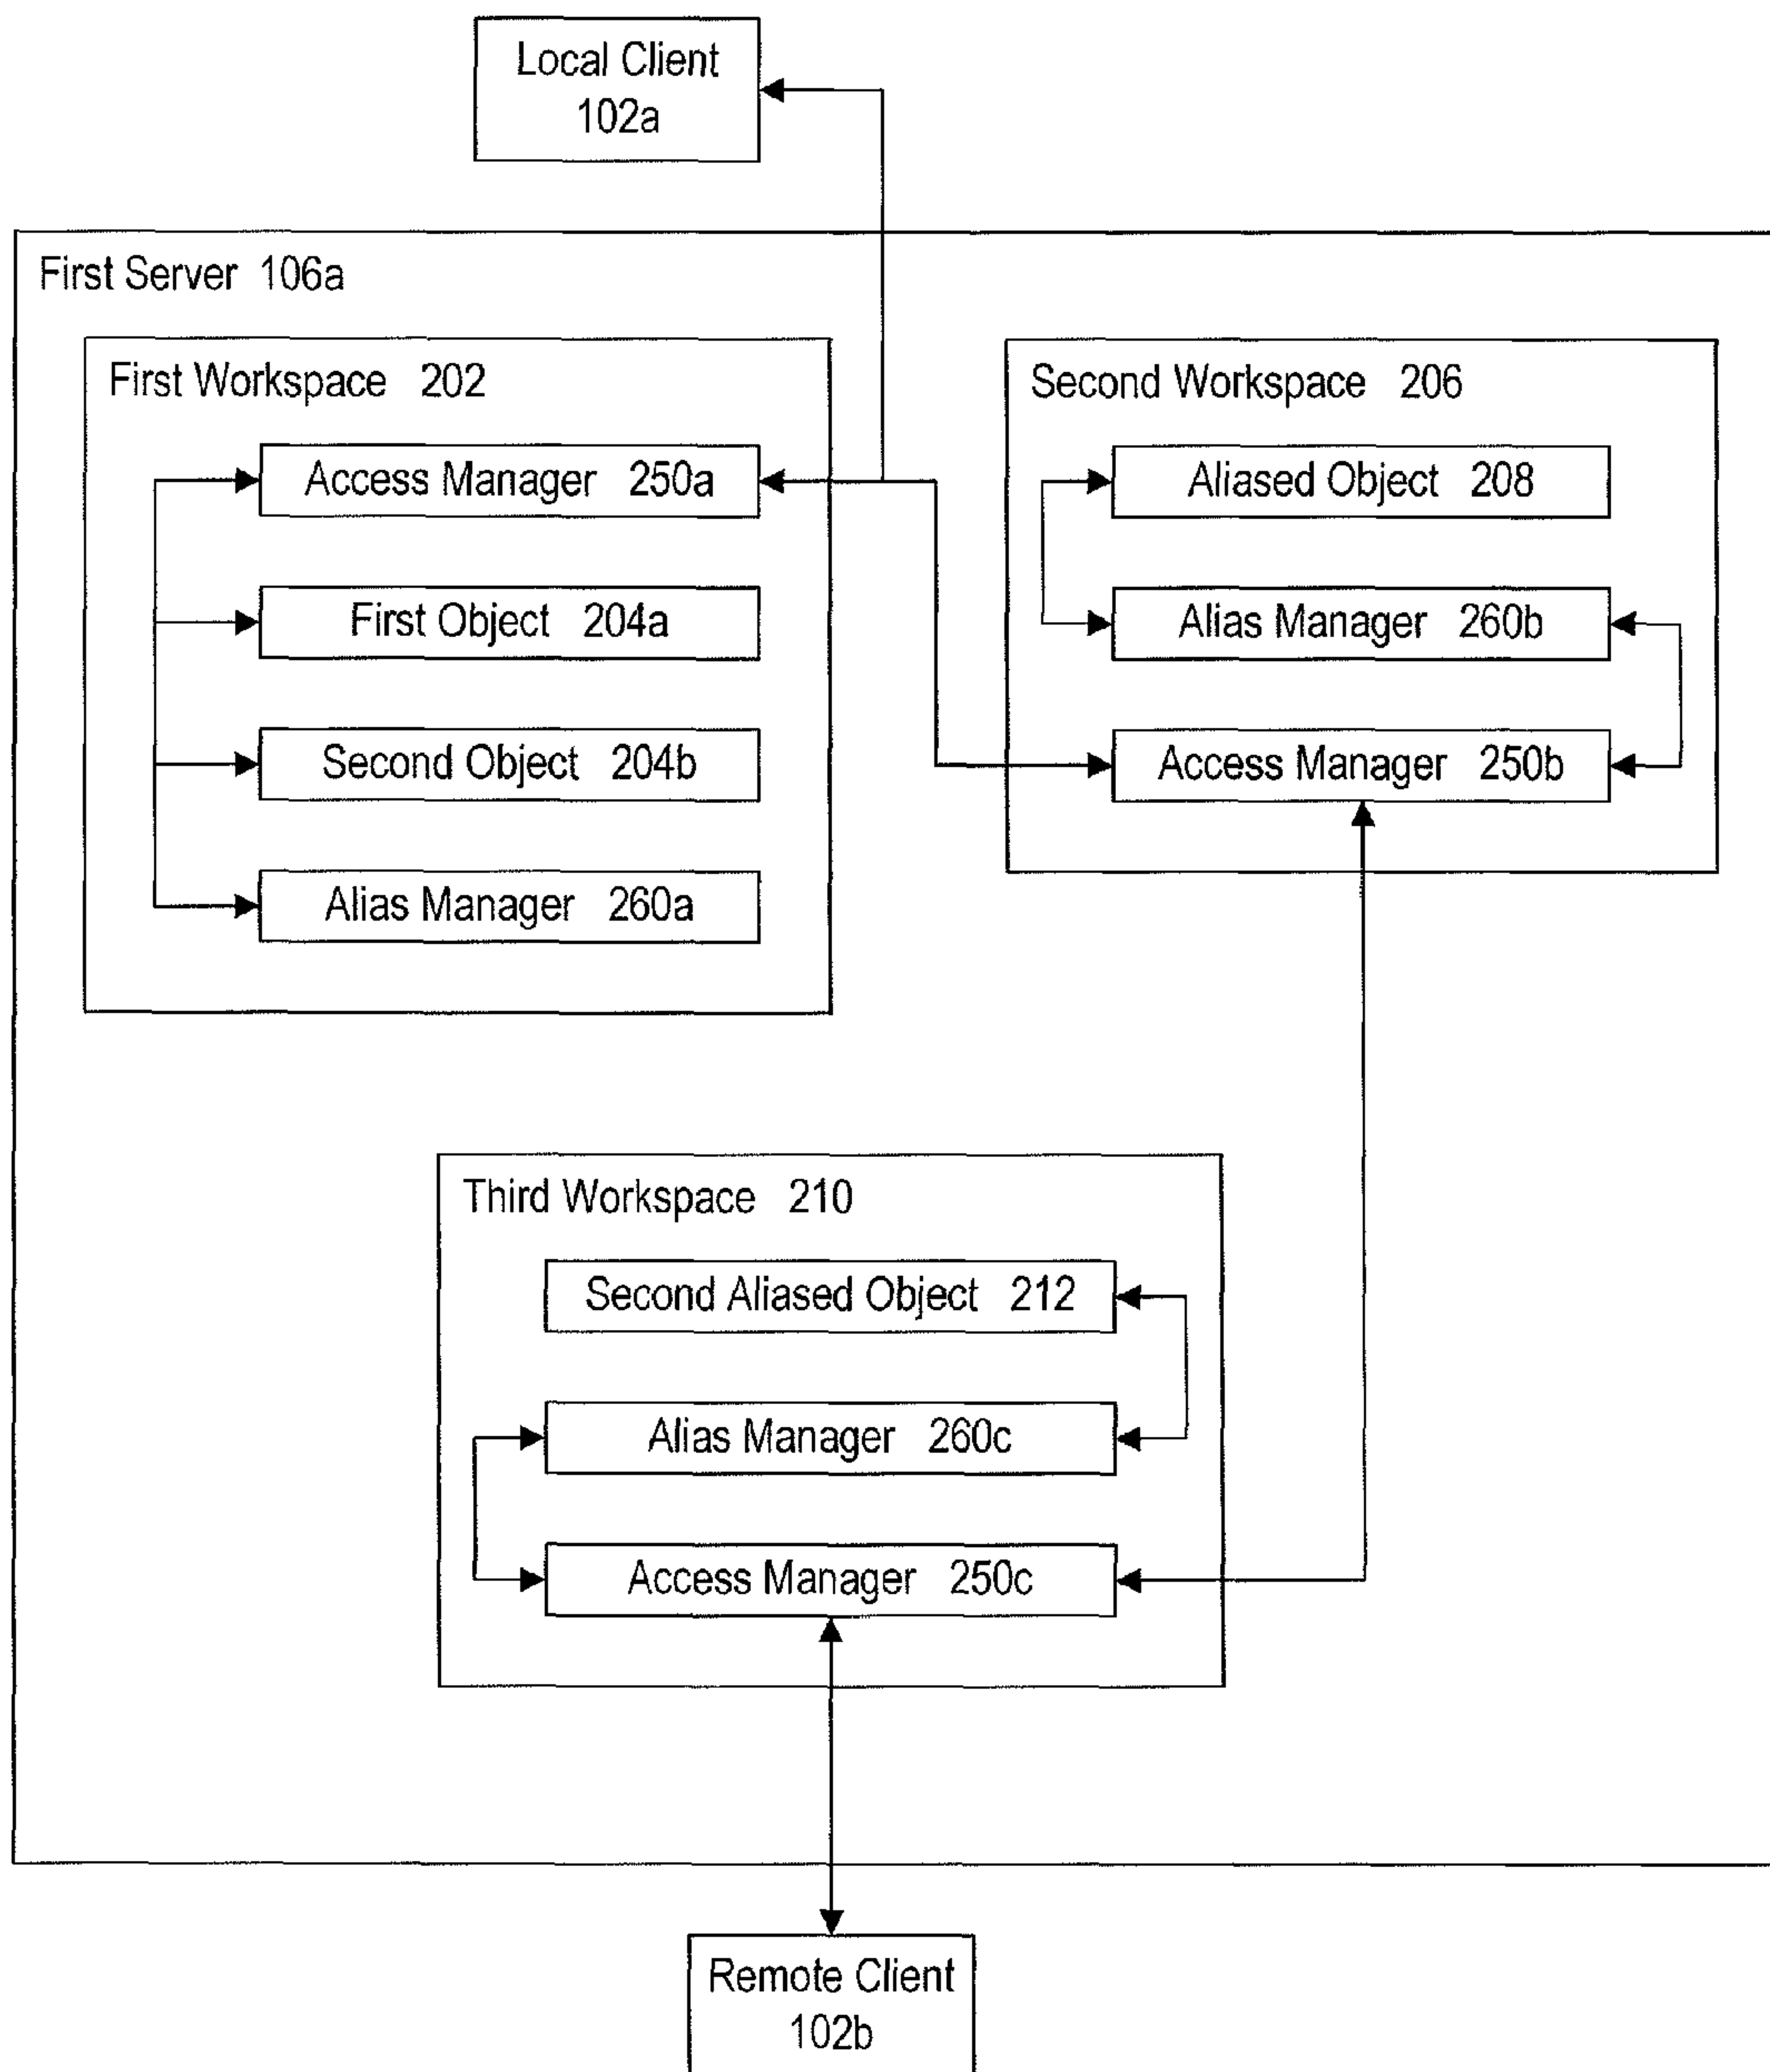 Local Client
102a
First Server 106a
First Workspace 202
Access Manager 250a
First Object 204a
Second Object 204b
Alias Manager 260a
Second Workspace 206
Aliased Object 208
Alias Manager 260b
Access Manager 250b
Third Workspace 210
Second Aliased Object 212
Alias Manager 260c
Access Manager 250c
Remote Client
102b